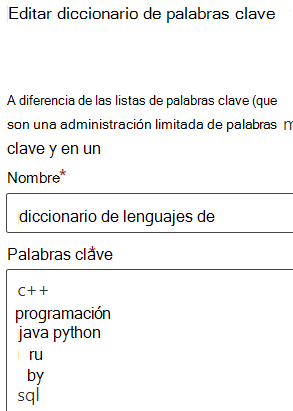 Editar diccionario de palabras clave
A diferencia de las listas de palabras clave (que
son una administración limitada de palabras
clave y en un
Nombre*
diccionario de lenguajes de
Palabras clave*
c++
programación
java python
ru
by
sql